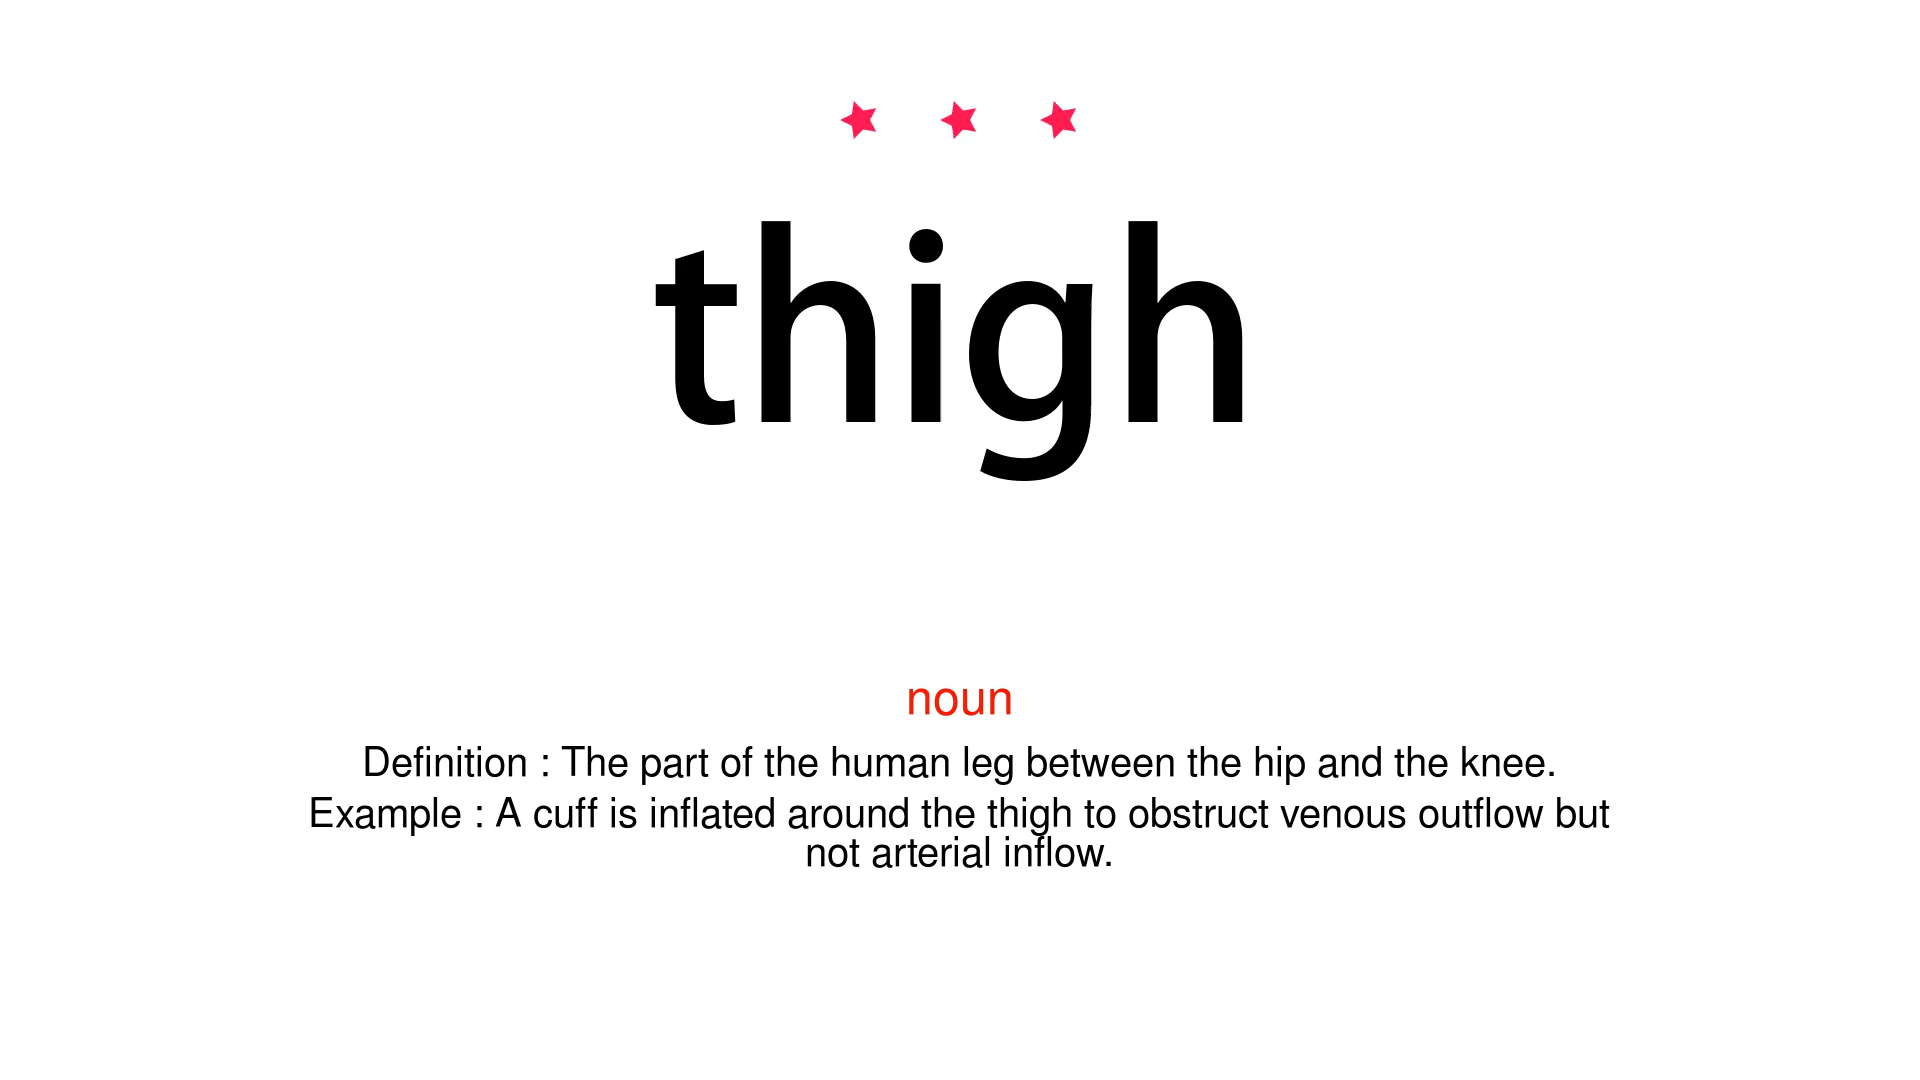 thigh
noun
Definition : The part of the human leg between the hip and the knee.
Example : A cuff is inflated around the thigh to obstruct venous outflow but
not arterial inflow.